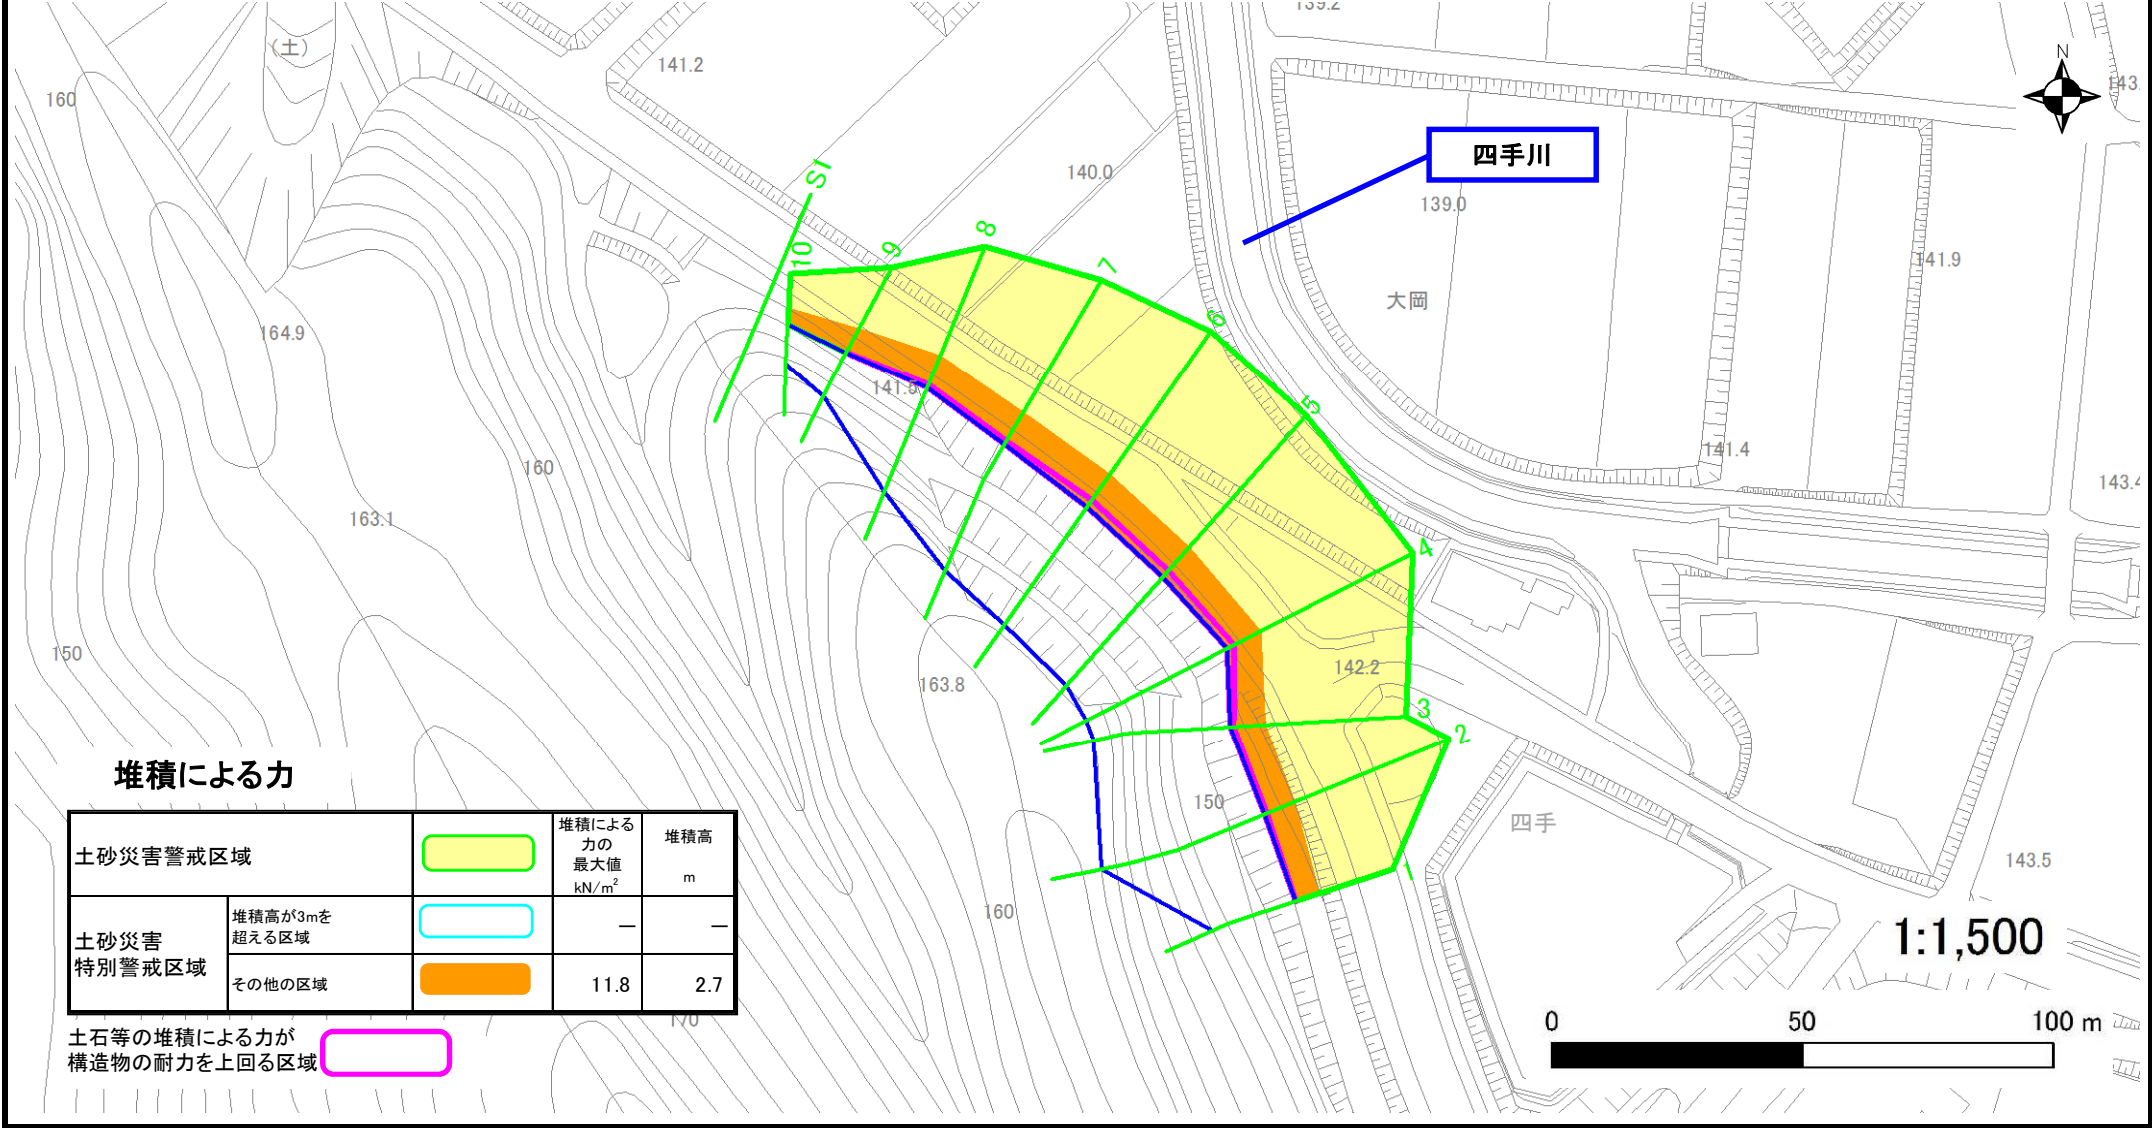 139.2
(土)
141.2
N
143.
160
四手川
S1
140.0
139.0
8
10
9
7
141.9
大岡
6
164.9
141.5
5
141.4
160
143.4
163.1
4
150
142.2
163.8
3
2
堆積による力
150
四手
土砂災害警戒区域
堆積による
力の
最大値
kN/m²
堆積高
m
143.5
1
土砂災害
特別警戒区域
堆積高が3mを
超える区域
—
—
160
その他の区域
11.8
2.7
1:1,500
170
土石等の堆積による力が
構造物の耐力を上回る区域
0 50 100 m